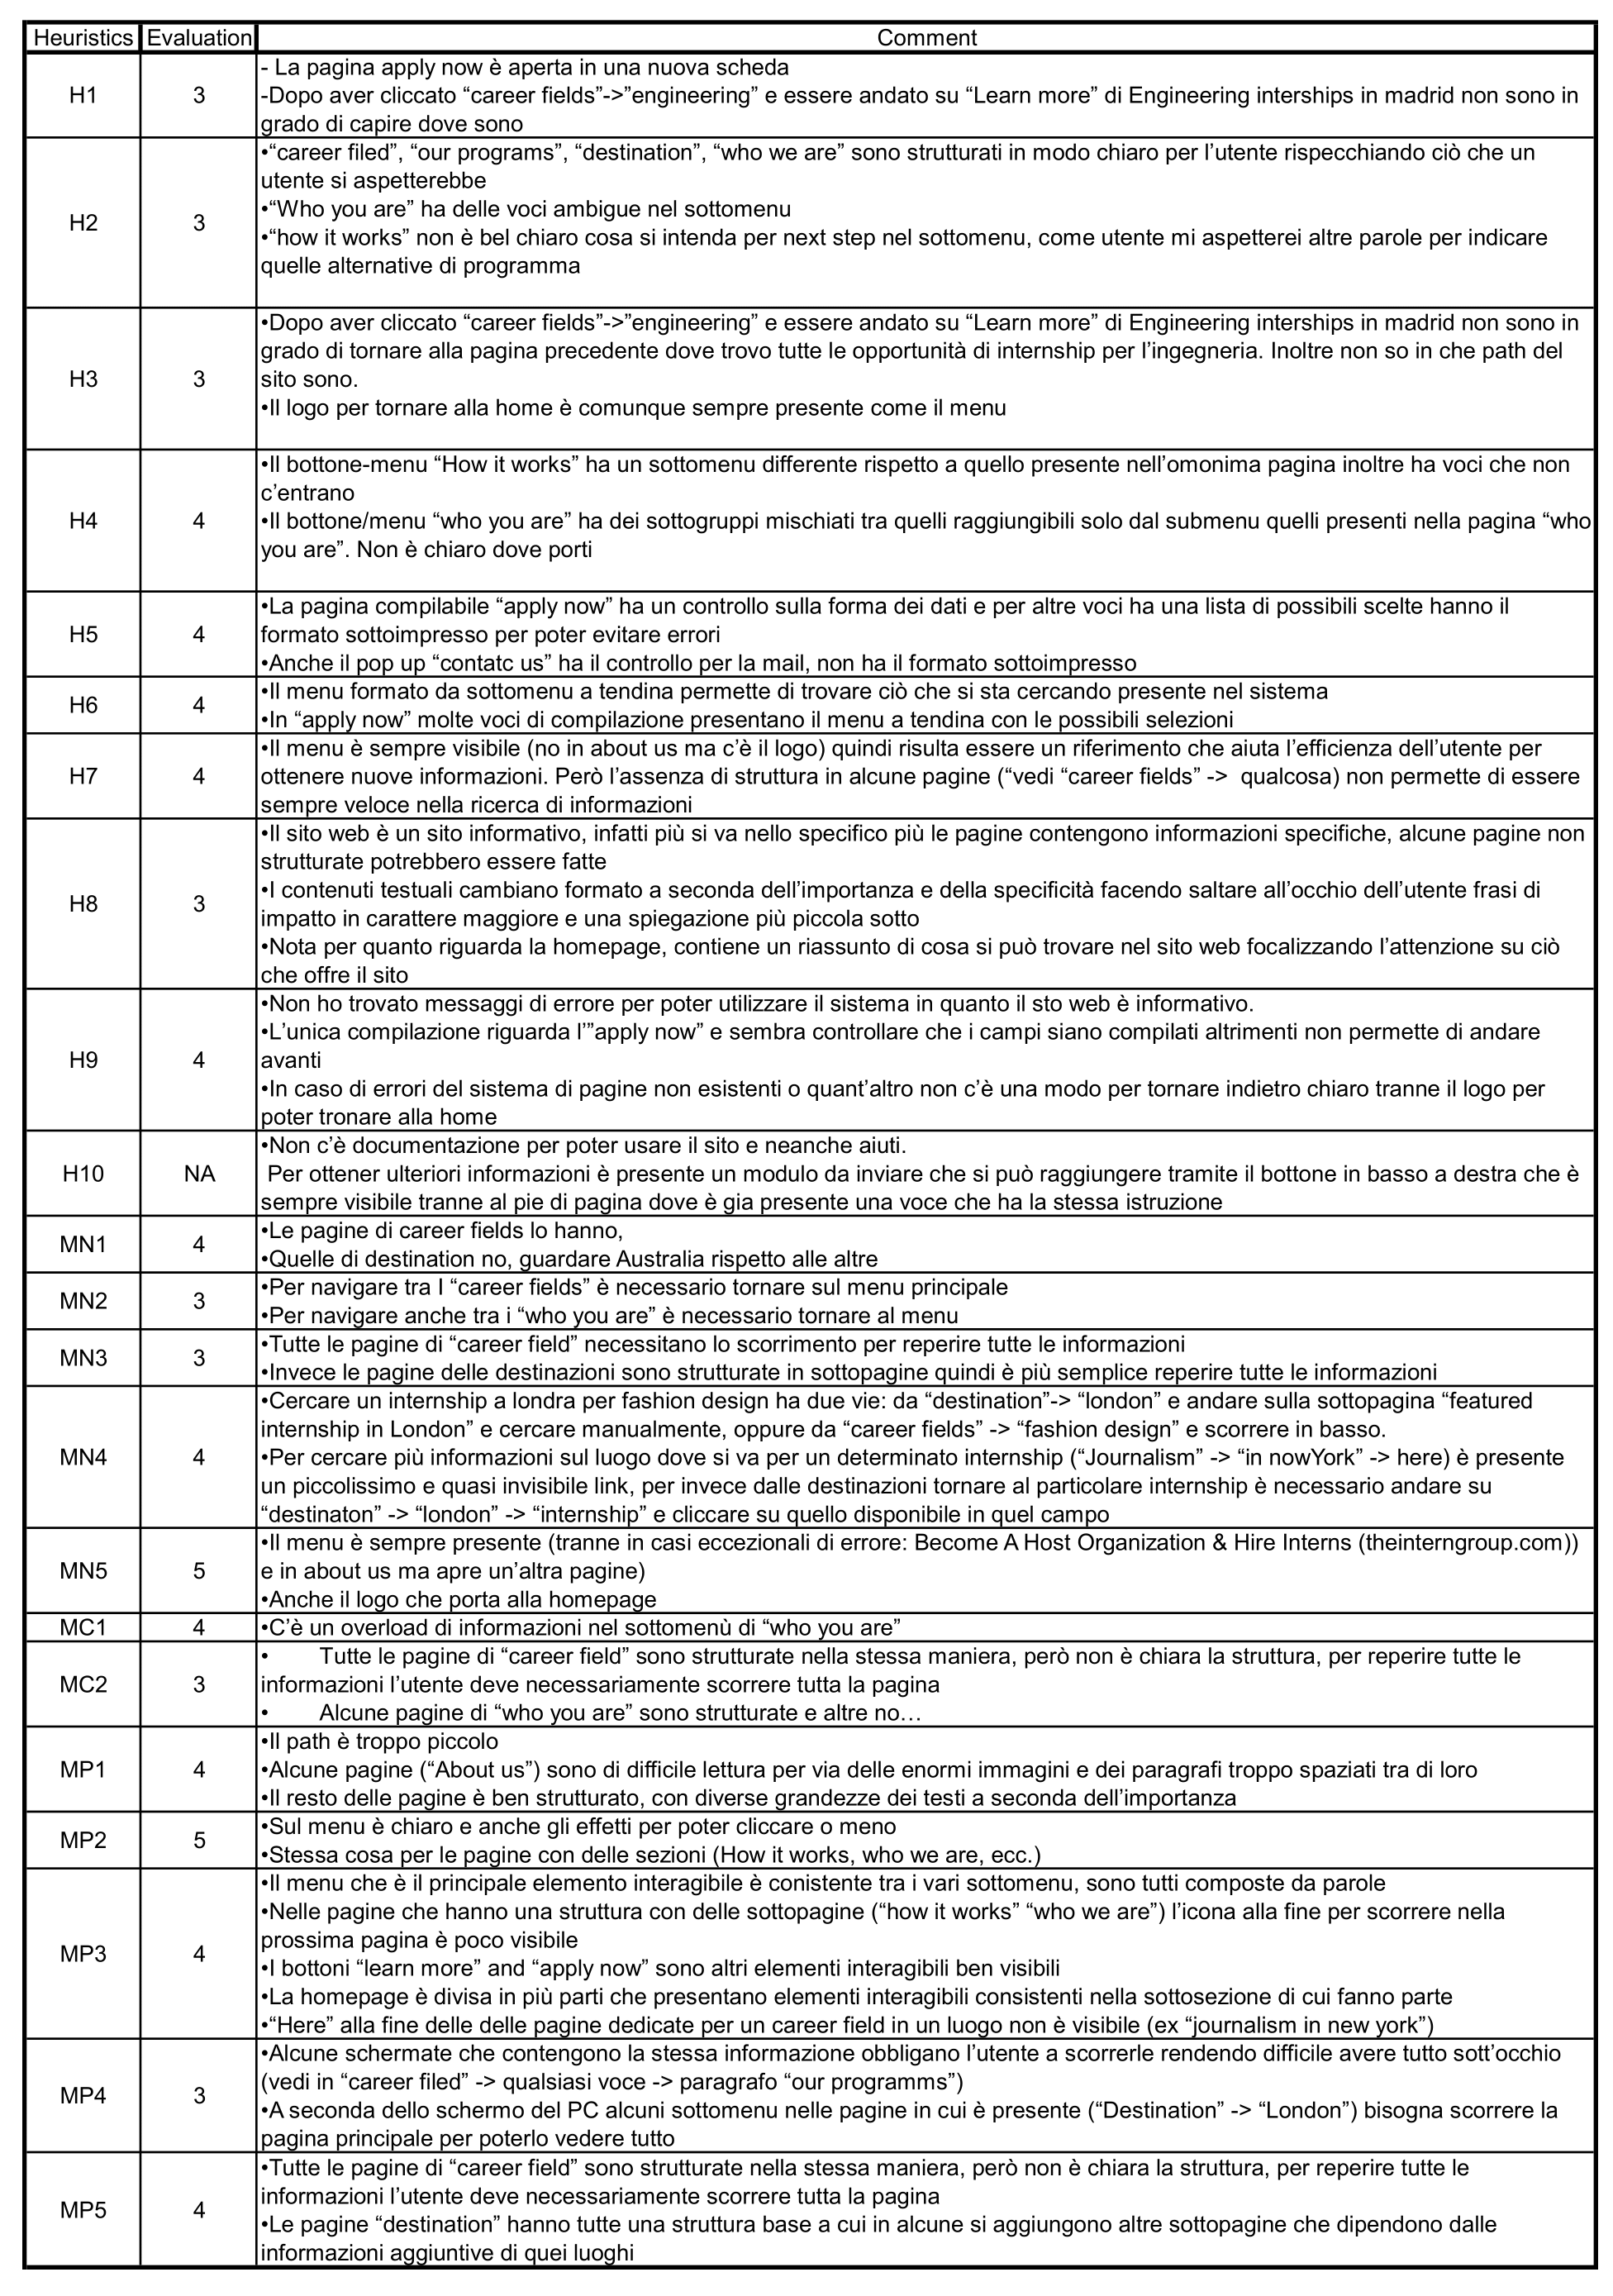 Heuristics Evaluation Comment
H1 3
- La pagina apply now è aperta in una nuova scheda
-Dopo aver cliccato “career fields”->”engineering” e essere andato su “Learn more” di Engineering interships in madrid non sono in
grado di capire dove sono
H2 3
•“career filed”, “our programs”, “destination”, “who we are” sono strutturati in modo chiaro per l’utente rispecchiando ciò che un
utente si aspetterebbe
•“Who you are” ha delle voci ambigue nel sottomenu
•“how it works” non è bel chiaro cosa si intenda per next step nel sottomenu, come utente mi aspetterei altre parole per indicare
quelle alternative di programma
H3 3
•Dopo aver cliccato “career fields”->”engineering” e essere andato su “Learn more” di Engineering interships in madrid non sono in
grado di tornare alla pagina precedente dove trovo tutte le opportunità di internship per l’ingegneria. Inoltre non so in che path del
sito sono.
•Il logo per tornare alla home è comunque sempre presente come il menu
H4 4
•Il bottone-menu “How it works” ha un sottomenu differente rispetto a quello presente nell’omonima pagina inoltre ha voci che non
c’entrano
•Il bottone/menu “who you are” ha dei sottogruppi mischiati tra quelli raggiungibili solo dal submenu quelli presenti nella pagina “who
you are”. Non è chiaro dove porti
H5 4
•La pagina compilabile “apply now” ha un controllo sulla forma dei dati e per altre voci ha una lista di possibili scelte hanno il
formato sottoimpresso per poter evitare errori
•Anche il pop up “contatc us” ha il controllo per la mail, non ha il formato sottoimpresso
H6 4
•Il menu formato da sottomenu a tendina permette di trovare ciò che si sta cercando presente nel sistema
•In “apply now” molte voci di compilazione presentano il menu a tendina con le possibili selezioni
H7 4
•Il menu è sempre visibile (no in about us ma c’è il logo) quindi risulta essere un riferimento che aiuta l’efficienza dell’utente per
ottenere nuove informazioni. Però l’assenza di struttura in alcune pagine (“vedi “career fields” -> qualcosa) non permette di essere
sempre veloce nella ricerca di informazioni
H8 3
•Il sito web è un sito informativo, infatti più si va nello specifico più le pagine contengono informazioni specifiche, alcune pagine non
strutturate potrebbero essere fatte
•I contenuti testuali cambiano formato a seconda dell’importanza e della specificità facendo saltare all’occhio dell’utente frasi di
impatto in carattere maggiore e una spiegazione più piccola sotto
•Nota per quanto riguarda la homepage, contiene un riassunto di cosa si può trovare nel sito web focalizzando l’attenzione su ciò
che offre il sito
H9 4
•Non ho trovato messaggi di errore per poter utilizzare il sistema in quanto il sto web è informativo.
•L’unica compilazione riguarda l’”apply now” e sembra controllare che i campi siano compilati altrimenti non permette di andare
avanti
•In caso di errori del sistema di pagine non esistenti o quant’altro non c’è una modo per tornare indietro chiaro tranne il logo per
poter tronare alla home
H10 NA
•Non c’è documentazione per poter usare il sito e neanche aiuti.
Per ottener ulteriori informazioni è presente un modulo da inviare che si può raggiungere tramite il bottone in basso a destra che è
sempre visibile tranne al pie di pagina dove è gia presente una voce che ha la stessa istruzione
MN1 4
•Le pagine di career fields lo hanno,
•Quelle di destination no, guardare Australia rispetto alle altre
MN2 3
•Per navigare tra I “career fields” è necessario tornare sul menu principale
•Per navigare anche tra i “who you are” è necessario tornare al menu
MN3 3
•Tutte le pagine di “career field” necessitano lo scorrimento per reperire tutte le informazioni
•Invece le pagine delle destinazioni sono strutturate in sottopagine quindi è più semplice reperire tutte le informazioni
MN4 4
•Cercare un internship a londra per fashion design ha due vie: da “destination”-> “london” e andare sulla sottopagina “featured
internship in London” e cercare manualmente, oppure da “career fields” -> “fashion design” e scorrere in basso.
•Per cercare più informazioni sul luogo dove si va per un determinato internship (“Journalism” -> “in nowYork” -> here) è presente
un piccolissimo e quasi invisibile link, per invece dalle destinazioni tornare al particolare internship è necessario andare su
“destinaton” -> “london” -> “internship” e cliccare su quello disponibile in quel campo
MN5 5
•Il menu è sempre presente (tranne in casi eccezionali di errore: Become A Host Organization & Hire Interns (theinterngroup.com))
e in about us ma apre un’altra pagine)
•Anche il logo che porta alla homepage
MC1 4
•C’è un overload di informazioni nel sottomenù di “who you are”
MC2 3
• Tutte le pagine di “career field” sono strutturate nella stessa maniera, però non è chiara la struttura, per reperire tutte le
informazioni l’utente deve necessariamente scorrere tutta la pagina
• Alcune pagine di “who you are” sono strutturate e altre no…
MP1 4
•Il path è troppo piccolo
•Alcune pagine (“About us”) sono di difficile lettura per via delle enormi immagini e dei paragrafi troppo spaziati tra di loro
•Il resto delle pagine è ben strutturato, con diverse grandezze dei testi a seconda dell’importanza
MP2 5
•Sul menu è chiaro e anche gli effetti per poter cliccare o meno
•Stessa cosa per le pagine con delle sezioni (How it works, who we are, ecc.)
MP3 4
•Il menu che è il principale elemento interagibile è conistente tra i vari sottomenu, sono tutti composte da parole
•Nelle pagine che hanno una struttura con delle sottopagine (“how it works” “who we are”) l’icona alla fine per scorrere nella
prossima pagina è poco visibile
•I bottoni “learn more” and “apply now” sono altri elementi interagibili ben visibili
•La homepage è divisa in più parti che presentano elementi interagibili consistenti nella sottosezione di cui fanno parte
•“Here” alla fine delle delle pagine dedicate per un career field in un luogo non è visibile (ex “journalism in new york”)
MP4 3
•Alcune schermate che contengono la stessa informazione obbligano l’utente a scorrerle rendendo difficile avere tutto sott’occhio
(vedi in “career filed” -> qualsiasi voce -> paragrafo “our programms”)
•A seconda dello schermo del PC alcuni sottomenu nelle pagine in cui è presente (“Destination” -> “London”) bisogna scorrere la
pagina principale per poterlo vedere tutto
MP5 4
•Tutte le pagine di “career field” sono strutturate nella stessa maniera, però non è chiara la struttura, per reperire tutte le
informazioni l’utente deve necessariamente scorrere tutta la pagina
•Le pagine “destination” hanno tutte una struttura base a cui in alcune si aggiungono altre sottopagine che dipendono dalle
informazioni aggiuntive di quei luoghi